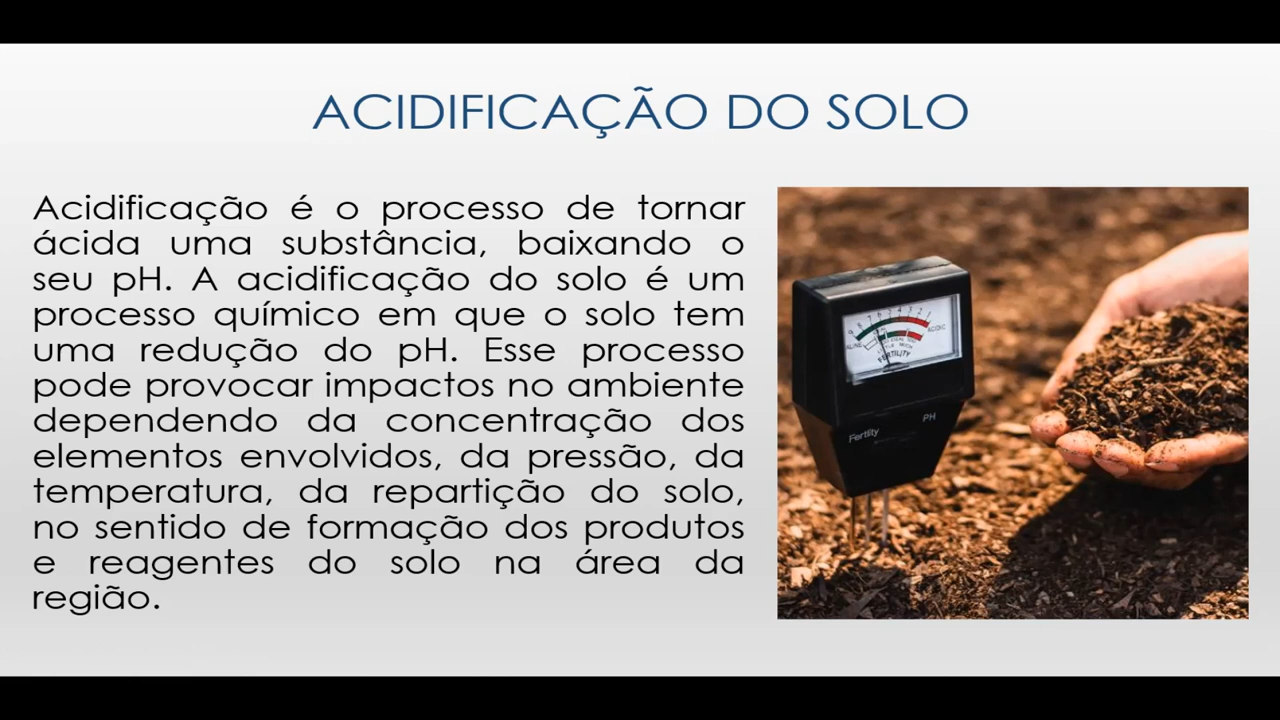 ACIDIFICAÇÃO DO SOLO
Acidificação é o processo de tornar
ácida uma substância, baixando o
seu pH. A acidificação do solo é um
processo químico em que o solo tem
uma redução do pH. Esse processo
pode provocar impactos no ambiente
dependendo da concentração dos
elementos envolvidos, da pressão, da
temperatura, da repartição do solo,
no sentido de formação dos produtos
e reagentes do solo na área da
região.
FERTILITY
Fertlity
PH